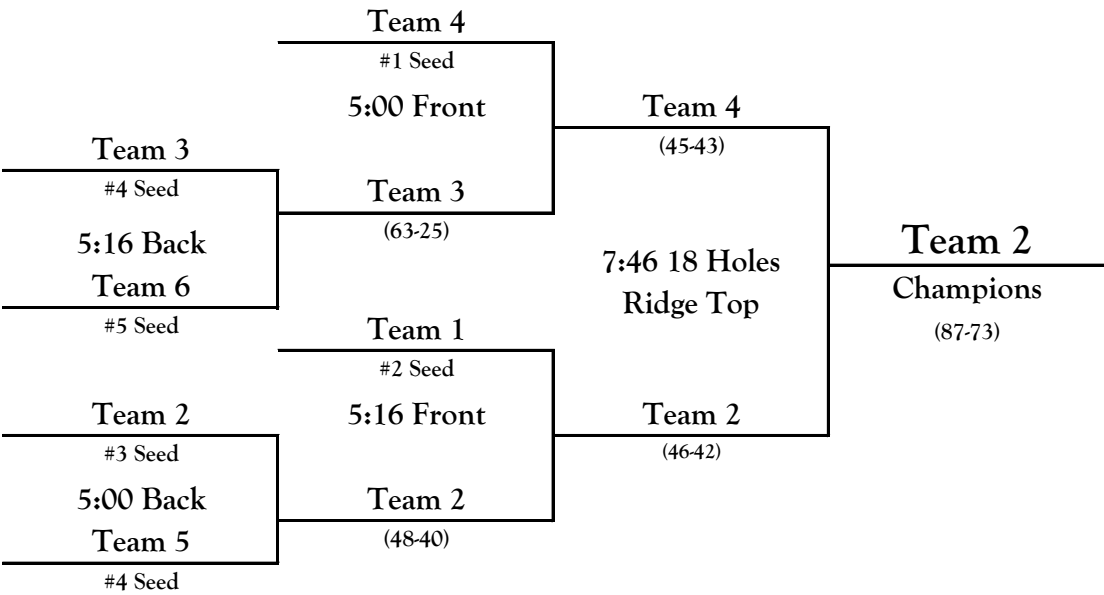 Team 4
#1 Seed
5:00 Front
Team 4
(45-43)
Team 3
#4 Seed
Team 3
(63-25)
5:16 Back
Team 6
#5 Seed
7:46 18 Holes
Ridge Top
Team 2
Champions
(87-73)
Team 1
#2 Seed
5:16 Front
Team 2
(46-42)
Team 2
#3 Seed
5:00 Back
Team 5
#4 Seed
Team 2
(48-40)